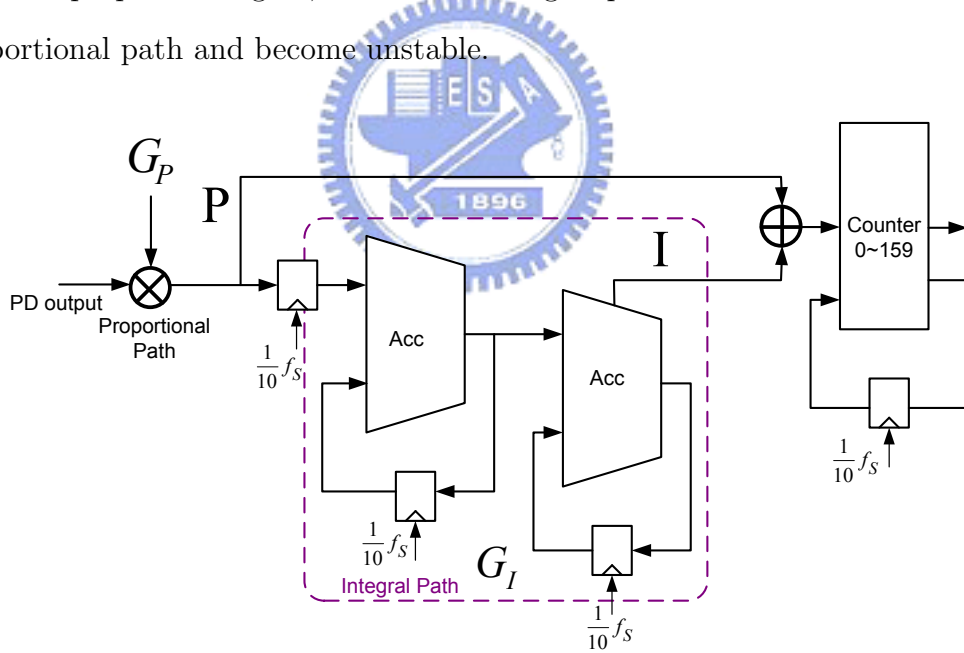 portional path and become unstable.
E S A
1896
G_P
P
PD output
Proportional
Path
1/10 f_S
Acc
1/10 f_S
Integral Path
G_I
I
Acc
1/10 f_S
Counter
0~159
1/10 f_S